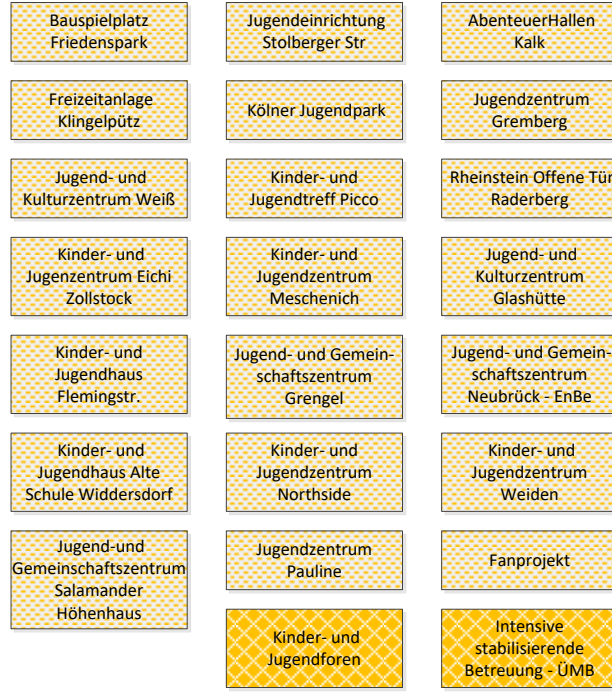 Bauspielplatz
Friedenspark
Jugendeinrichtung
Stolberger Str
AbenteuerHallen
Kalk
Freizeitanlage
Klingelpütz
Kölner Jugendpark
Jugendzentrum
Gremberg
Jugend- und
Kulturzentrum Weiß
Kinder- und
Jugendtreff Picco
Rheinstein Offene Tür
Raderberg
Kinder- und
Jugenzentrum Eichi
Zollstock
Kinder- und
Jugendzentrum
Meschenich
Jugend- und
Kulturzentrum
Glashütte
Kinder- und
Jugendhaus
Flemingstr.
Jugend- und Gemein-
schaftszentrum
Grengel
Jugend- und Gemein-
schaftszentrum
Neubrück - EnBe
Kinder- und
Jugendhaus Alte
Schule Widdersdorf
Kinder- und
Jugendzentrum
Northside
Kinder- und
Jugendzentrum
Weiden
Jugend-und
Gemeinschaftszentrum
Salamander
Höhenhaus
Jugendzentrum
Pauline
Fanprojekt
Kinder- und
Jugendforen
Intensive
stabilisierende
Betreuung - ÜMB